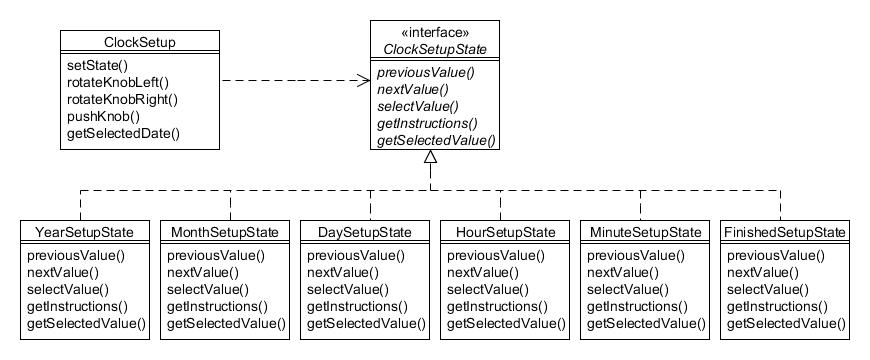 ClockSetup
setState()
rotateKnobLeft()
rotateKnobRight()
pushKnob()
getSelectedDate()
«interface»
ClockSetupState
previousValue()
nextValue()
selectValue()
getInstructions()
getSelectedValue()
YearSetupState
previousValue()
nextValue()
selectValue()
getInstructions()
getSelectedValue()
MonthSetupState
previousValue()
nextValue()
selectValue()
getInstructions()
getSelectedValue()
DaySetupState
previousValue()
nextValue()
selectValue()
getInstructions()
getSelectedValue()
HourSetupState
previousValue()
nextValue()
selectValue()
getInstructions()
getSelectedValue()
MinuteSetupState
previousValue()
nextValue()
selectValue()
getInstructions()
getSelectedValue()
FinishedSetupState
previousValue()
nextValue()
selectValue()
getInstructions()
getSelectedValue()